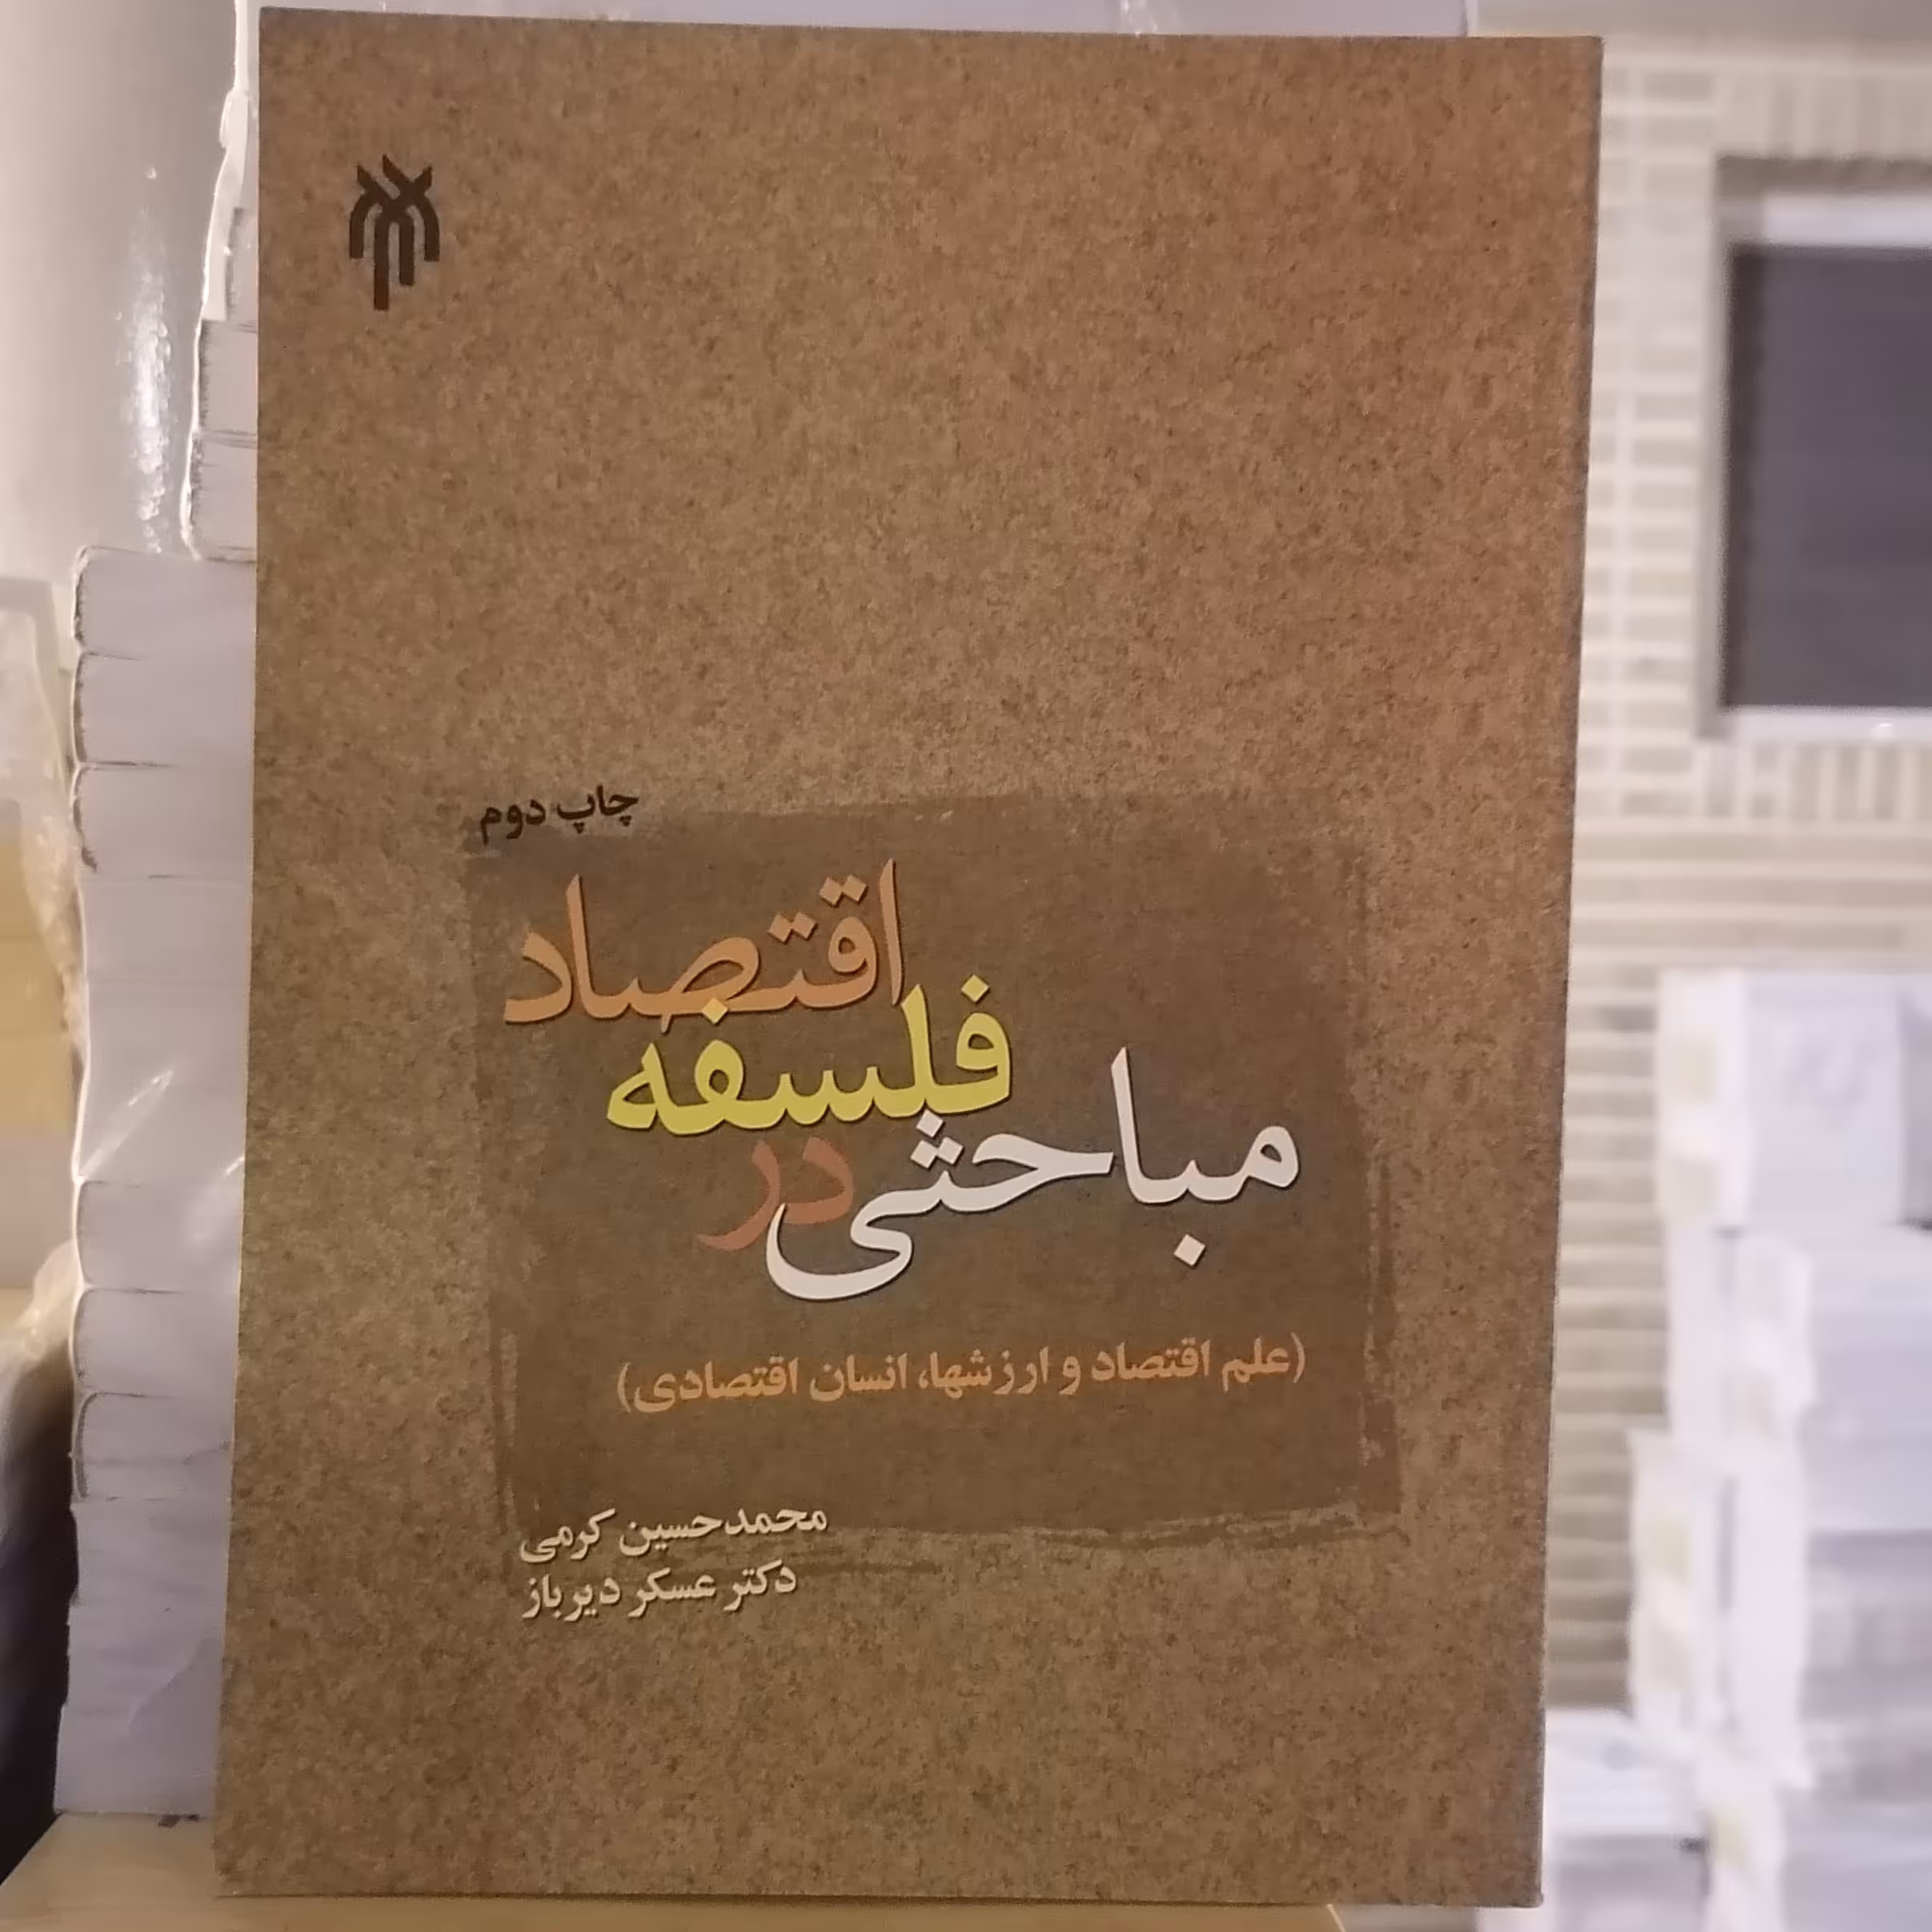 چاپ دوم
اقتصاد
فلسفه
مباحثی در
(علم اقتصاد و ارزشها، انسان اقتصادی)
محمدحسین کرمی
دکتر عسکر دیرباز